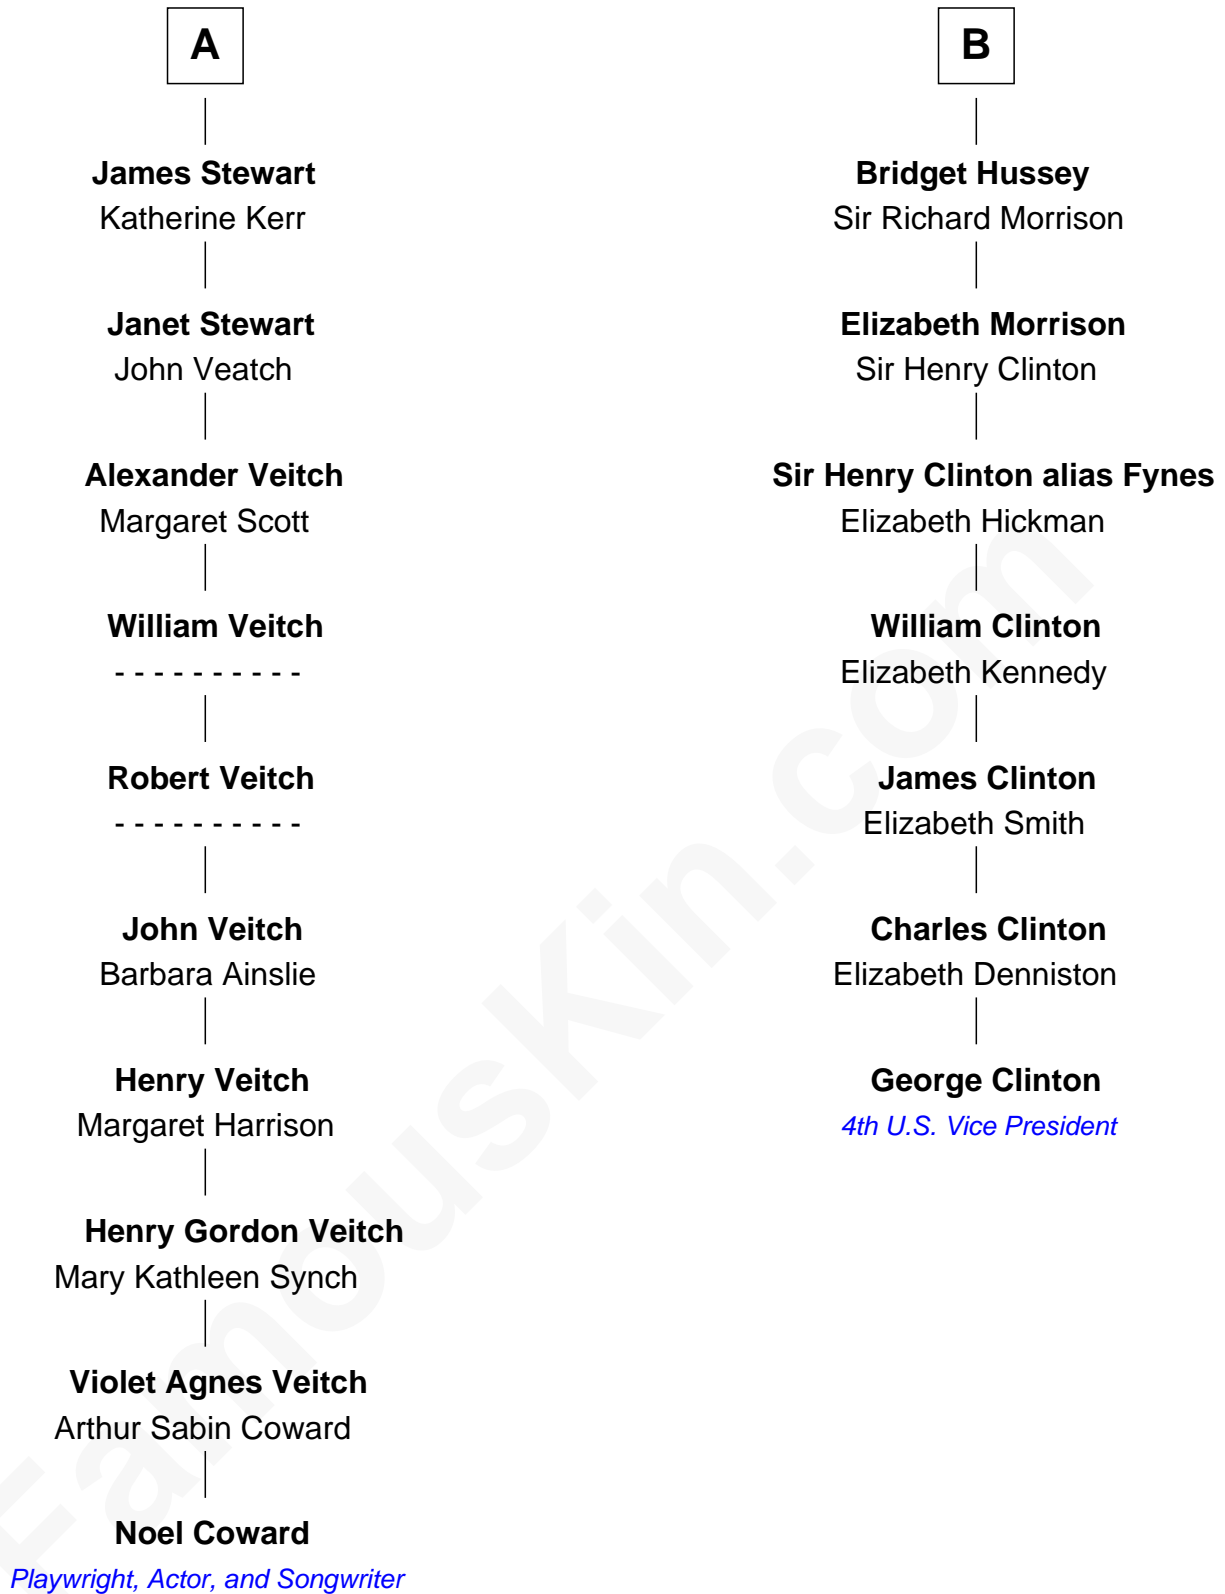 A
James Stewart
Katherine Kerr
Janet Stewart
John Veatch
Alexander Veitch
Margaret Scott
William Veitch
- - - - - - - - - -
Robert Veitch
- - - - - - - - - -
John Veitch
Barbara Ainslie
Henry Veitch
Margaret Harrison
Henry Gordon Veitch
Mary Kathleen Synch
Violet Agnes Veitch
Arthur Sabin Coward
Noel Coward
Playwright, Actor, and Songwriter
B
Bridget Hussey
Sir Richard Morrison
Elizabeth Morrison
Sir Henry Clinton
Sir Henry Clinton alias Fynes
Elizabeth Hickman
William Clinton
Elizabeth Kennedy
James Clinton
Elizabeth Smith
Charles Clinton
Elizabeth Denniston
George Clinton
4th U.S. Vice President
FamousKin.com